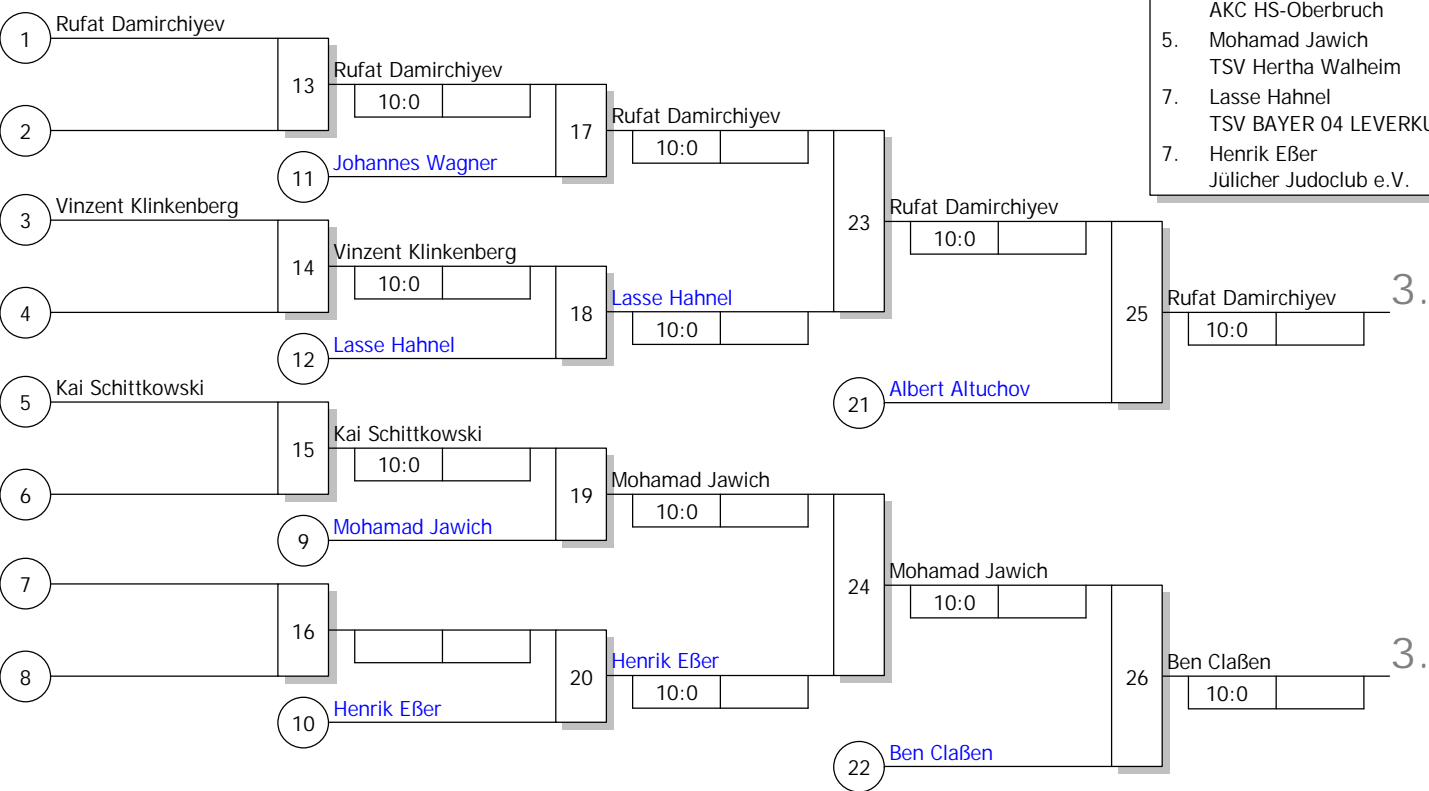 AKC HS-Oberbruch
5. Mohamad Jawich
TSV Hertha Walheim
7. Lasse Hahnel
TSV BAYER 04
7. Henrik Eßer
Jülicher Judoclub e.V.
1 Rufat Damirchiyev
13 Rufat Damirchiyev
10:0
2
17 Rufat Damirchiyev
10:0
11 Johannes Wagner
3 Vinzent Klinkenberg
23 Rufat Damirchiyev
10:0
14 Vinzent Klinkenberg
10:0
4
18 Lasse Hahnel
10:0
12 Lasse Hahnel
25 Rufat Damirchiyev 3.
10:0
5 Kai Schittkowski
21 Albert Altuchov
15 Kai Schittkowski
10:0
6
19 Mohamad Jawich
10:0
9 Mohamad Jawich
7
24 Mohamad Jawich
10:0
16
8
20 Henrik Eßer
10:0
10 Henrik Eßer
26 Ben Claßen 3.
10:0
22 Ben Claßen